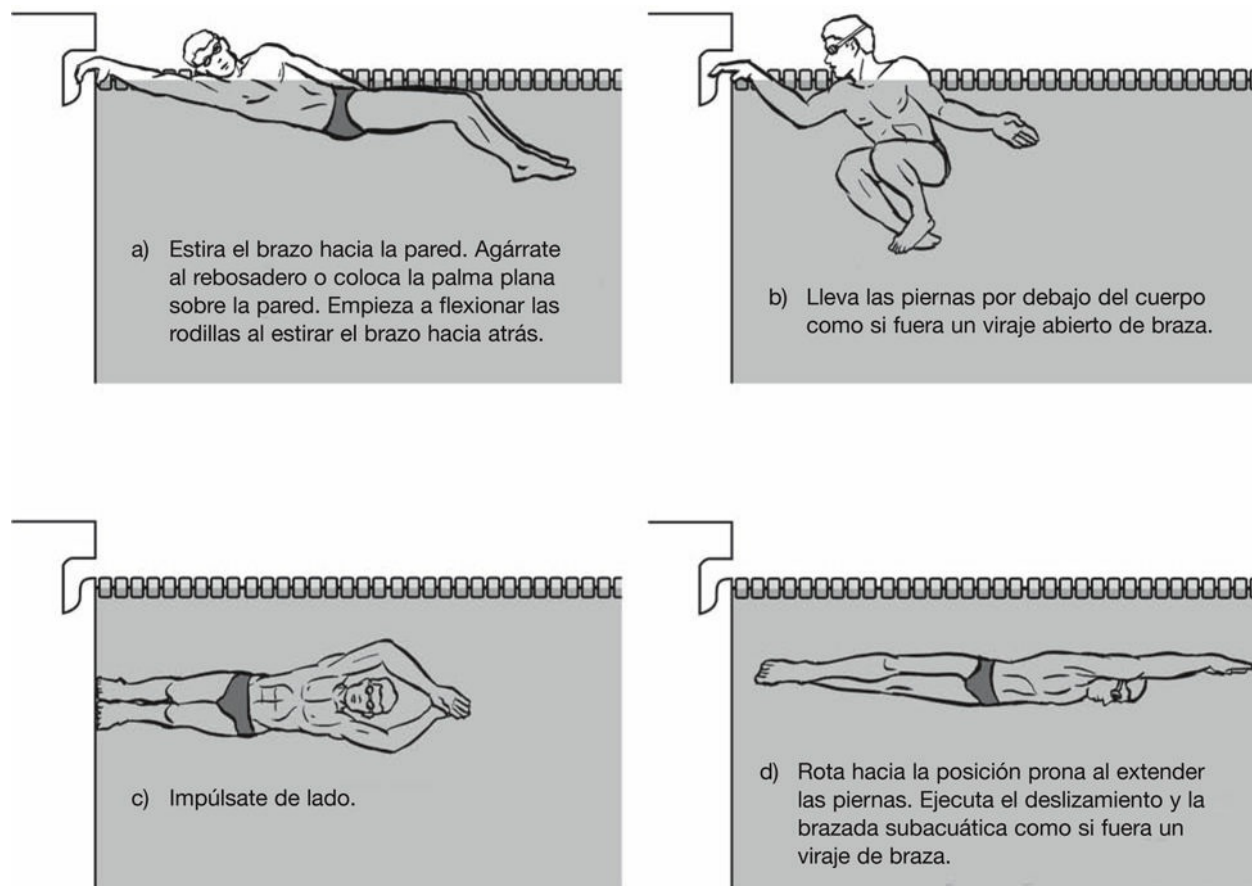 a) Estira el brazo hacia la pared. Agárrate
al rebosadero o coloca la palma plana
sobre la pared. Empieza a flexionar las
rodillas al estirar el brazo hacia atrás.
b) Lleva las piernas por debajo del cuerpo
como si fuera un viraje abierto de braza.
c) Impúlsate de lado.
d) Rota hacia la posición prona al extender
las piernas. Ejecuta el deslizamiento y la
brazada subacuática como si fuera un
viraje de braza.